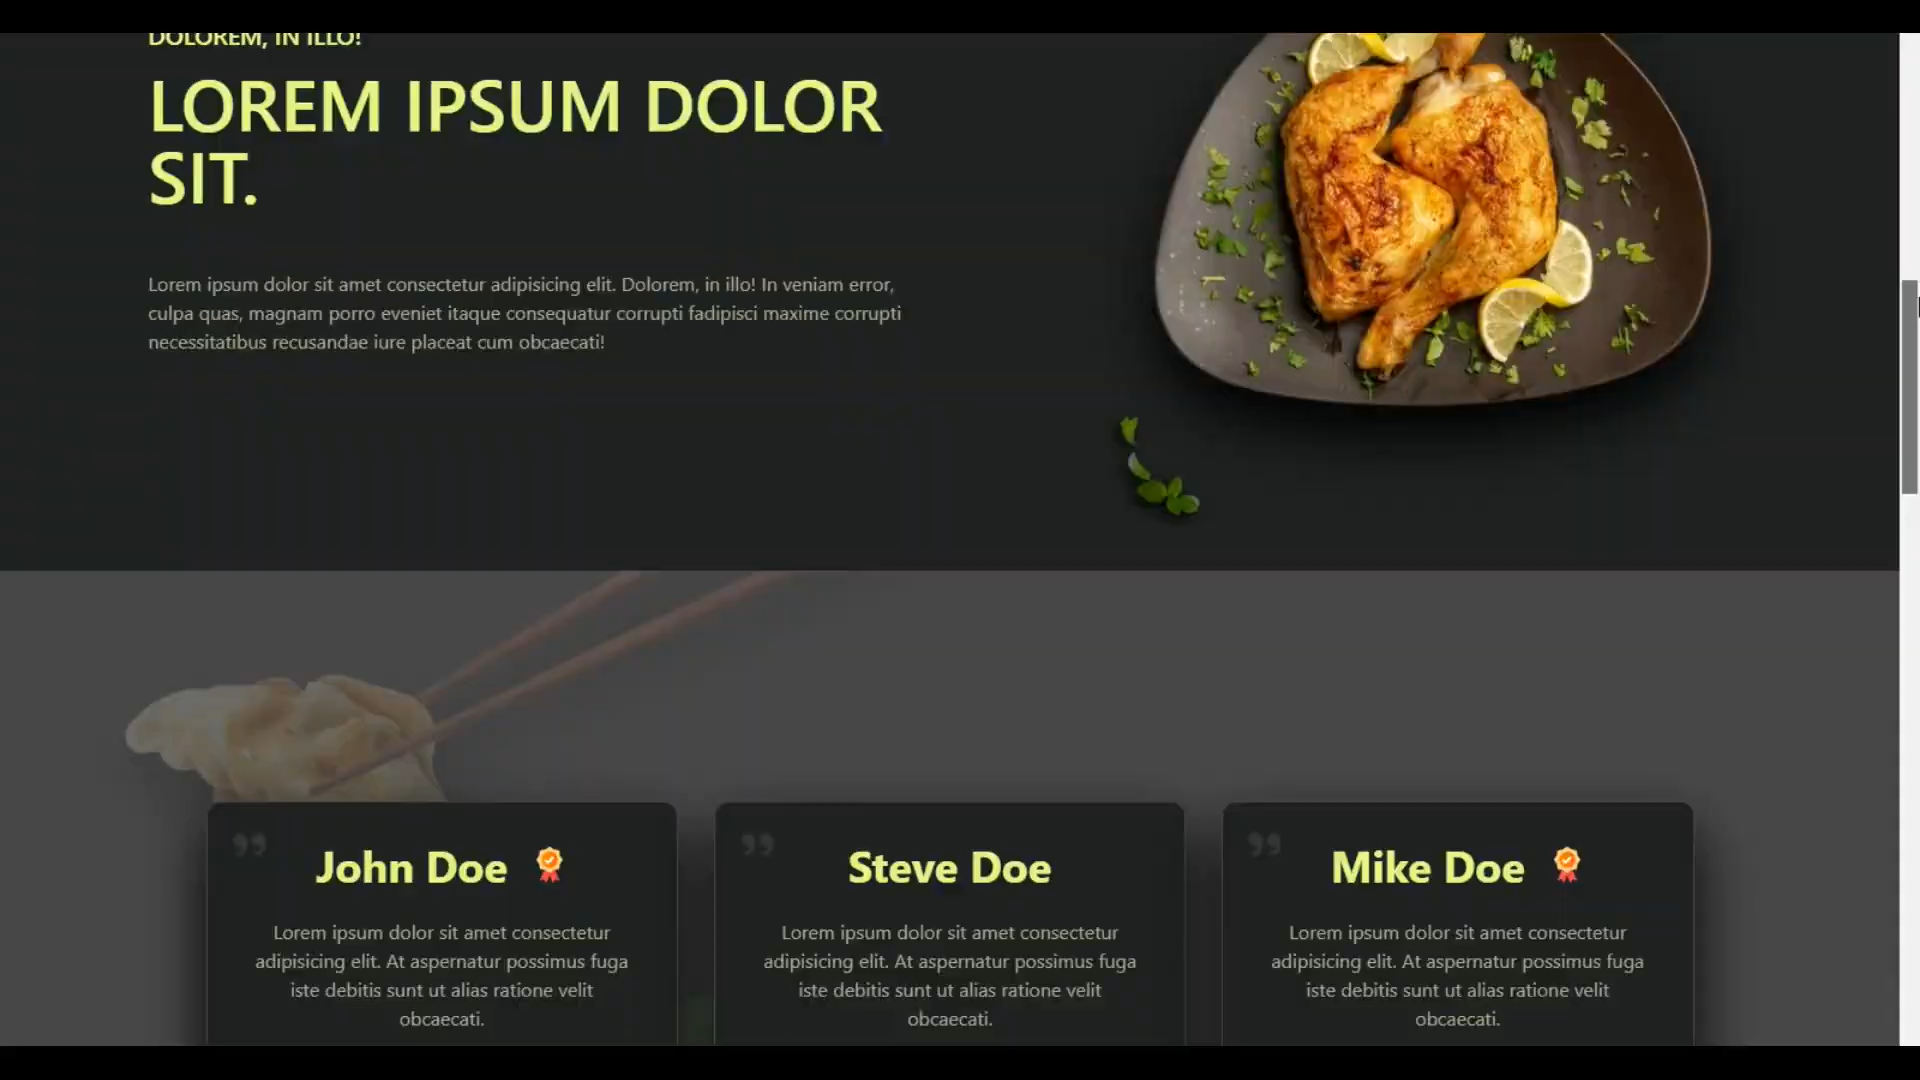 DOLOREM, IN ILLO!
LOREM IPSUM DOLOR
SIT.
Lorem ipsum dolor sit amet consectetur adipisicing elit. Dolorem, in illo! In veniam error,
culpa quas, magnam porro eveniet itaque consequatur corrupti fadipisci maxime corrupti
necessitatibus recusandae iure placeat cum obcaecati!
John Doe
Lorem ipsum dolor sit amet consectetur
adipisicing elit. At aspernatur possimus fuga
iste debitis sunt ut alias ratione velit
obcaecati.
Steve Doe
Lorem ipsum dolor sit amet consectetur
adipisicing elit. At aspernatur possimus fuga
iste debitis sunt ut alias ratione velit
obcaecati.
Mike Doe
Lorem ipsum dolor sit amet consectetur
adipisicing elit. At aspernatur possimus fuga
iste debitis sunt ut alias ratione velit
obcaecati.